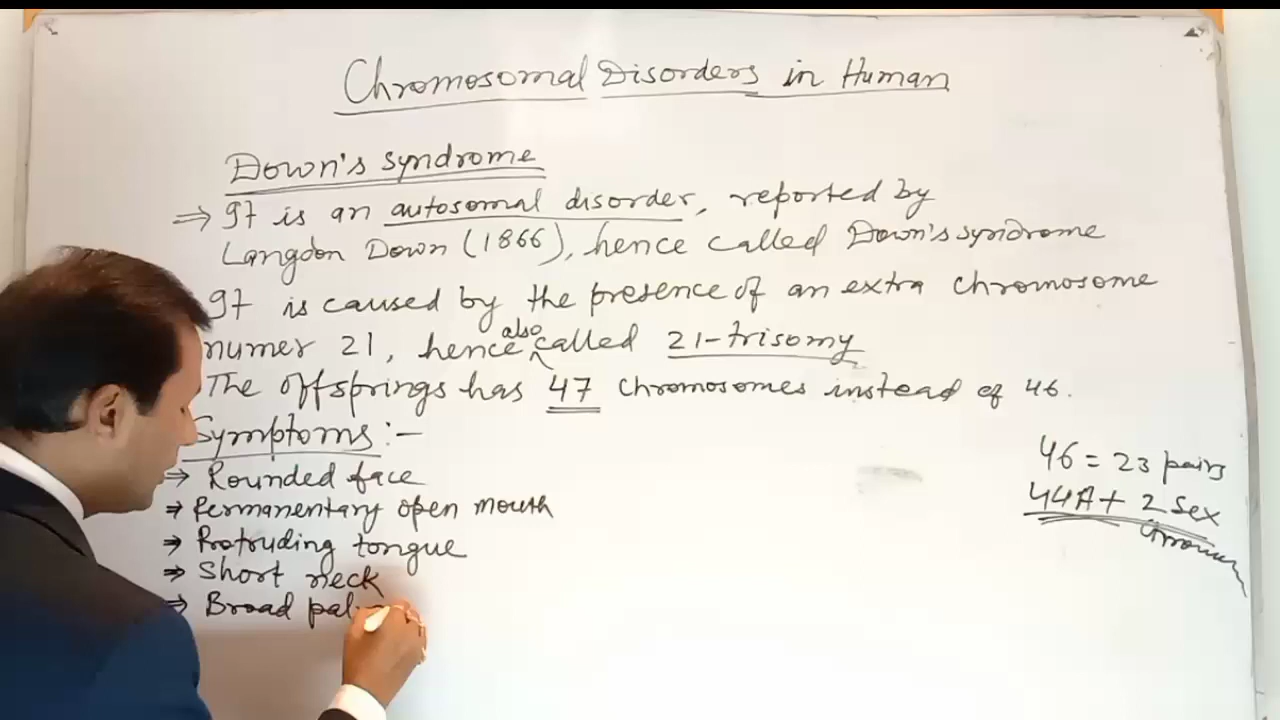 Chromosomal Disorders in Human
Down's syndrome
⇒ It is an autosomal disorder, reported by
Langdon Down (1866), hence called Down's syndrome
It is caused by the presence of an extra chromosome
numer 21, hence also called 21-trisomy
The offsprings has 47 chromosomes instead of 46.
Symptoms :-
⇒ Rounded face
⇒ Permanentary open mouth
⇒ Protruding tongue
⇒ Short neck
⇒ Broad
46 = 23 pairs
44A + 2 Sex